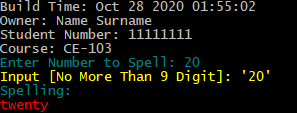 Build Time: Oct 28 2020 01:55:02
Owner: Name Surname
Student Number: 11111111
Course: CE-103
Enter Number to Spell: 20
Input [No More Than 9 Digit]: '20'
Spelling:
twenty